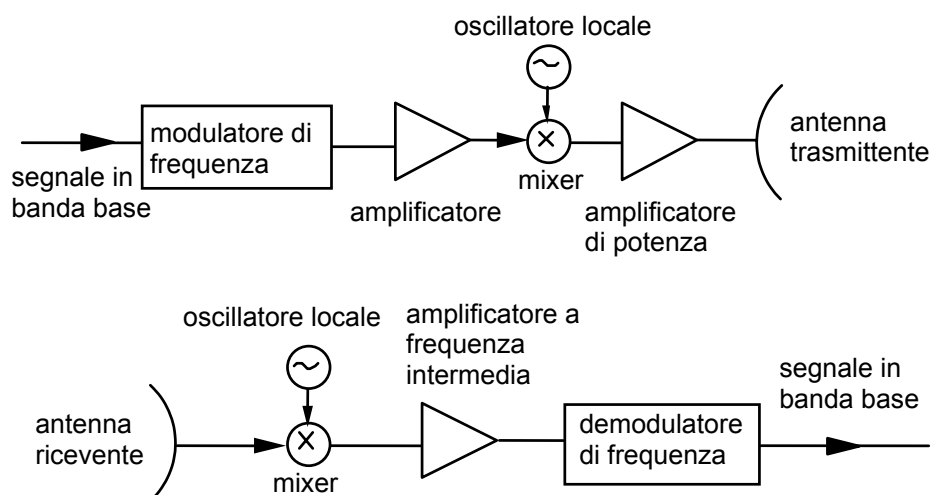 oscillatore locale
modulatore di
frequenza
segnale in
banda base
amplificatore
mixer
amplificatore
di potenza
antenna
trasmittente
oscillatore locale
amplificatore a
frequenza
intermedia
antenna
ricevente
mixer
demodulatore
di frequenza
segnale in
banda base